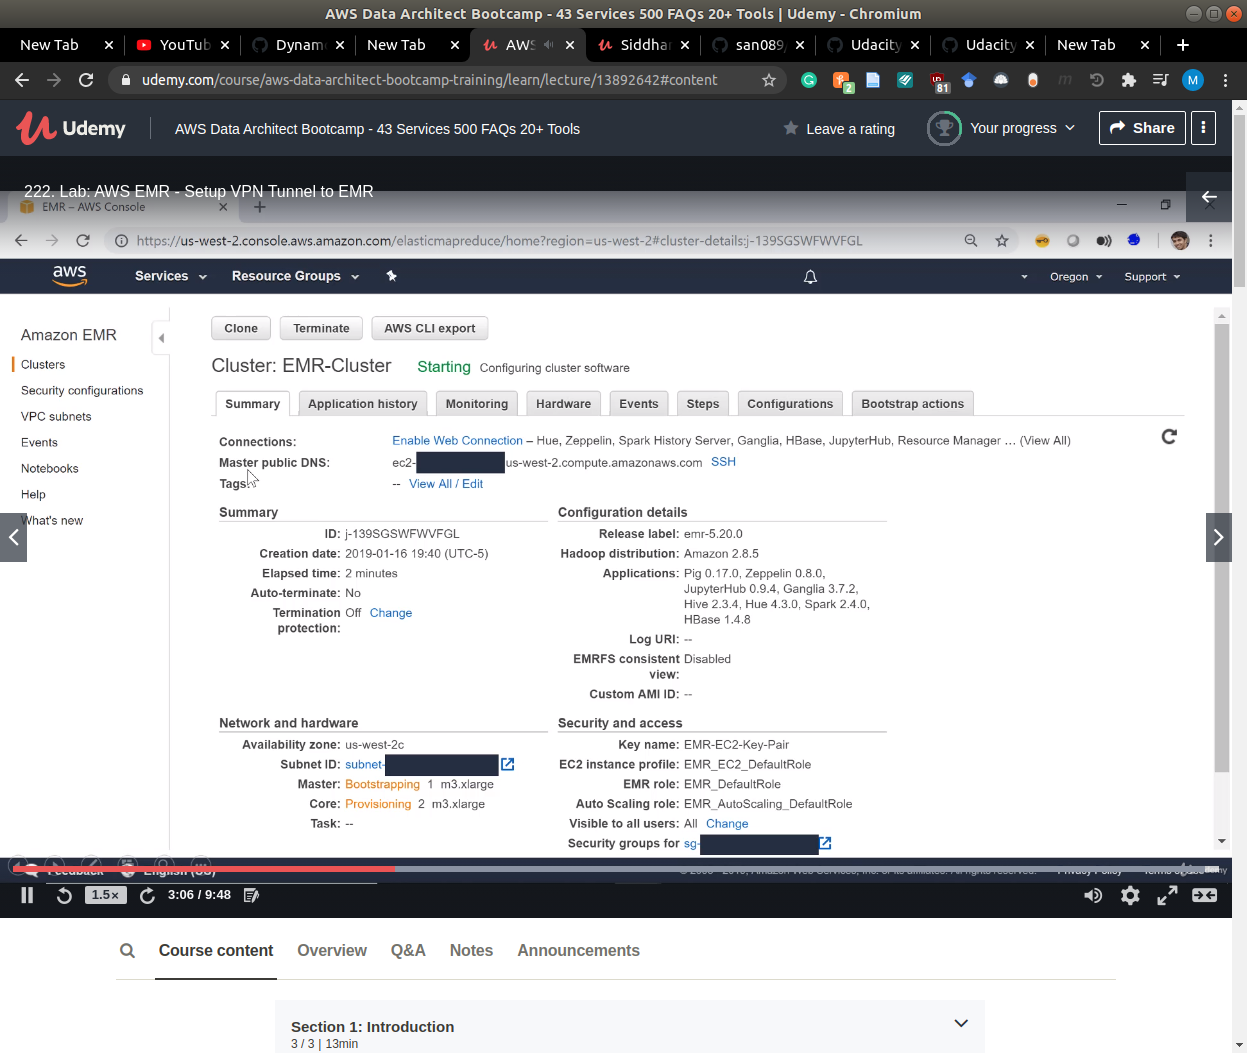 AWS Data Architect Bootcamp - 43 Services 500 FAQs 20+ Tools | Udemy - Chromium
New Tab
YouTub
Dynam
New Tab
AWS
Siddhar
san089
Udacity
Udacity
New Tab
udemy.com/course/aws-data-architect-bootcamp-training/learn/lecture/13892642#content
2
81
M
Udemy
AWS Data Architect Bootcamp - 43 Services 500 FAQs 20+ Tools
Leave a rating
Your progress
Share
222. Lab: AWS EMR - Setup VPN Tunnel to EMR
EMR – AWS Console
https://us-west-2.console.aws.amazon.com/elasticmapreduce/home?region=us-west-2#cluster-details:j-139SGSWFWVFGL
aws
Services
Resource Groups
Oregon
Support
Amazon EMR
Clusters
Security configurations
VPC subnets
Events
Notebooks
Help
What's new
Clone
Terminate
AWS CLI export
Cluster: EMR-Cluster
Starting
Configuring cluster software
Summary
Application history
Monitoring
Hardware
Events
Steps
Configurations
Bootstrap actions
Connections:
Enable Web Connection – Hue, Zeppelin, Spark History Server, Ganglia, HBase, JupyterHub, Resource Manager ... (View All)
Master public DNS:
ec2-
us-west-2.compute.amazonaws.com
SSH
Tags:
-- View All / Edit
Summary
ID: j-139SGSWFWVFGL
Creation date: 2019-01-16 19:40 (UTC-5)
Elapsed time: 2 minutes
Auto-terminate: No
Termination protection: Off Change
Configuration details
Release label: emr-5.20.0
Hadoop distribution: Amazon 2.8.5
Applications: Pig 0.17.0, Zeppelin 0.8.0,
JupyterHub 0.9.4, Ganglia 3.7.2,
Hive 2.3.4, Hue 4.3.0, Spark 2.4.0,
HBase 1.4.8
Log URI: --
EMRFS consistent view: Disabled
Custom AMI ID: --
Network and hardware
Availability zone: us-west-2c
Subnet ID: subnet-
Master: Bootstrapping 1 m3.xlarge
Core: Provisioning 2 m3.xlarge
Task: --
Security and access
Key name: EMR-EC2-Key-Pair
EC2 instance profile: EMR_EC2_DefaultRole
EMR role: EMR_DefaultRole
Auto Scaling role: EMR_AutoScaling_DefaultRole
Visible to all users: All Change
Security groups for sg-
Feedback
English (US)
Privacy Policy
1.5×
3:06 / 9:48
Course content
Overview
Q&A
Notes
Announcements
Section 1: Introduction
3 / 3 | 13min